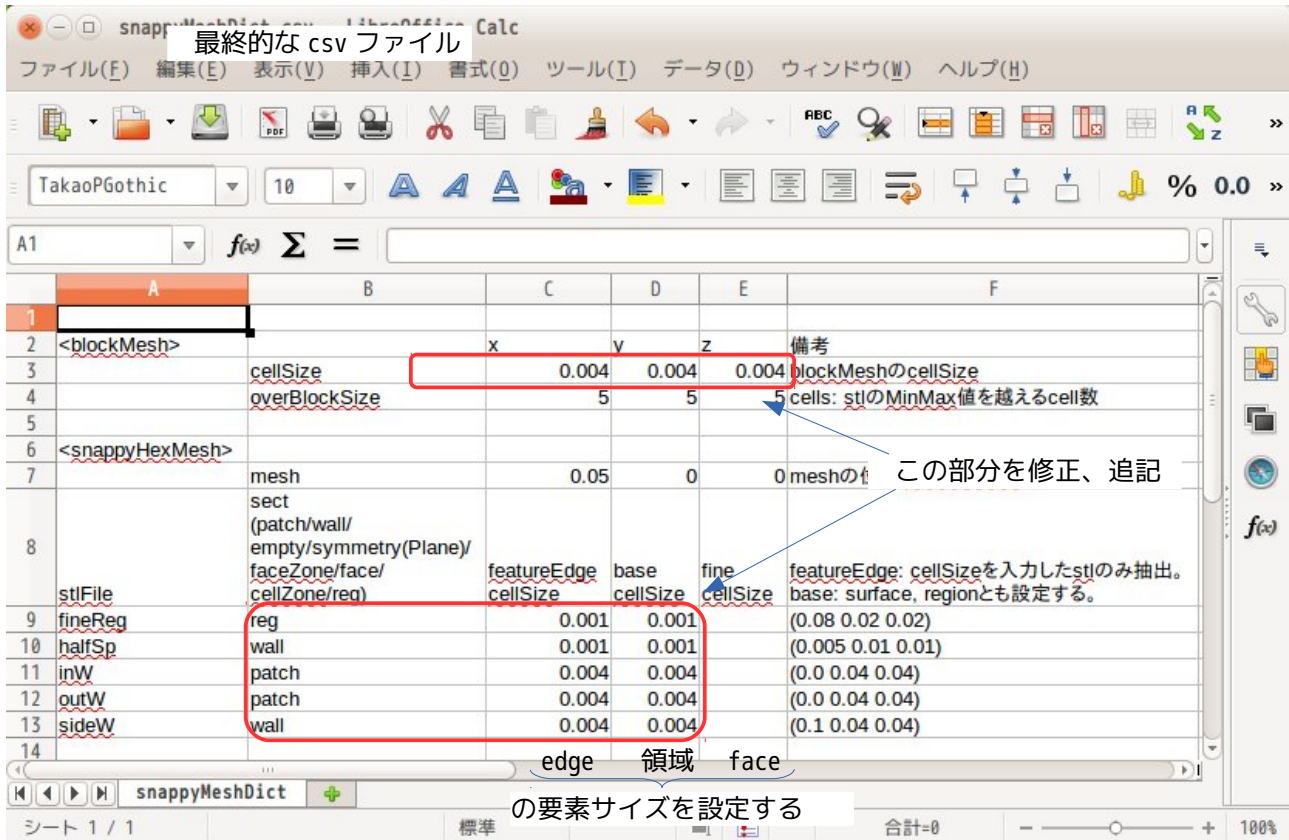 snappyMeshDict.csv - LibreOffice Calc
最終的な csv ファイル
ファイル(F) 編集(E) 表示(V) 挿入(I) 書式(O) ツール(T) データ(D) ウィンドウ(W) ヘルプ(H)
TakaoPGothic 10 % 0.0 »
A1 f(x) Σ =
A B C D E F
1
2 <blockMesh> x y z 備考
3 cellSize 0.004 0.004 0.004 blockMeshのcellSize
4 overBlockSize 5 5 5 cells: stlのMinMax値を越えるcell数
5
6 <snappyHexMesh>
7 mesh 0.05 0 0 meshの
この部分を修正、追記
sect
(patch/wall/
empty/symmetry(Plane)/
8 faceZone/face/ featureEdge base fine featureEdge: cellSizeを入力したstlのみ抽出。
stlFile cellZone/reg) cellSize cellSize cellSize base: surface, regionとも設定する。
9 fineReg reg 0.001 0.001 (0.08 0.02 0.02)
10 halfSp wall 0.001 0.001 (0.005 0.01 0.01)
11 inW patch 0.004 0.004 (0.0 0.04 0.04)
12 outW patch 0.004 0.004 (0.0 0.04 0.04)
13 sideW wall 0.004 0.004 (0.1 0.04 0.04)
14
edge 領域 face
snappyMeshDict
の要素サイズを設定する
シート 1 / 1 標準 合計=0 100%